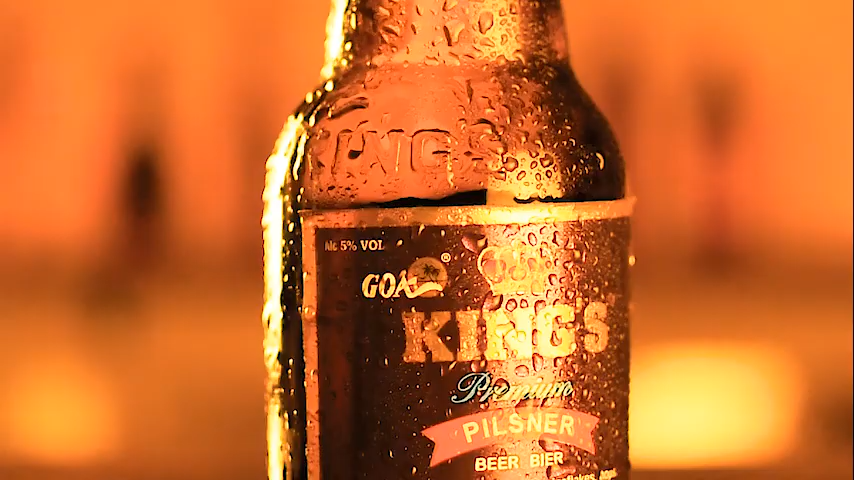 KINGS
Alc 5% VOL
GOA ®
KING'S
Premium
PILSNER
BEER BIER